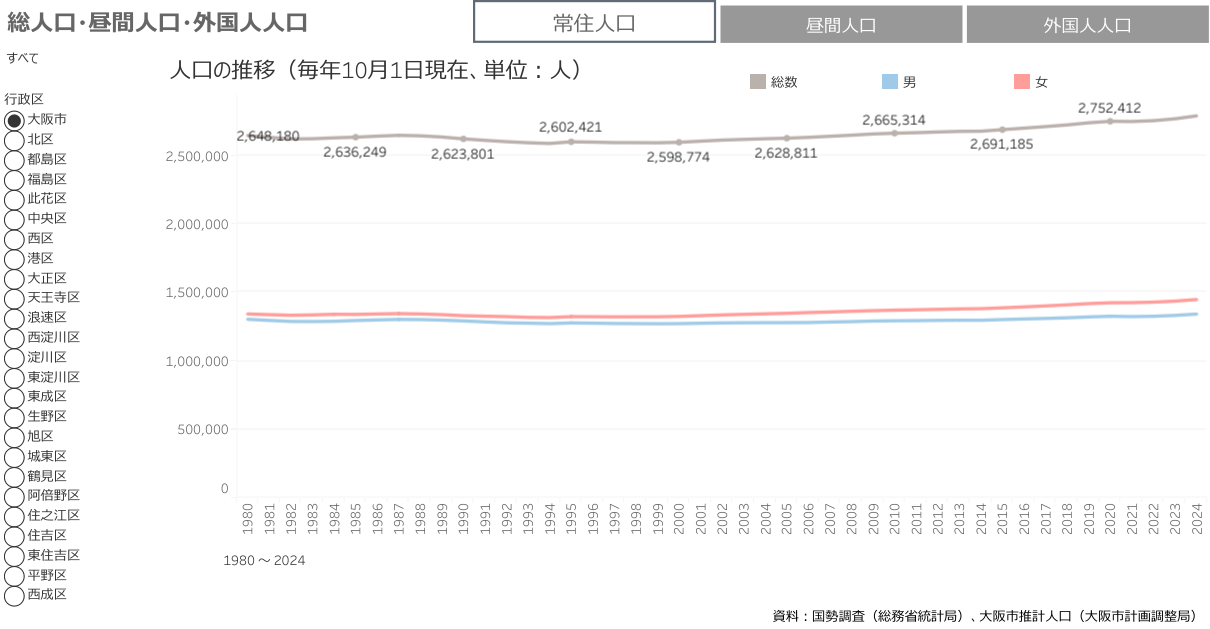 総人口･昼間人口･外国人人口
常住人口
昼間人口
外国人人口
すべて
行政区
大阪市
北区
都島区
福島区
此花区
中央区
西区
港区
大正区
天王寺区
浪速区
西淀川区
淀川区
東淀川区
東成区
生野区
旭区
城東区
鶴見区
阿倍野区
住之江区
住吉区
東住吉区
平野区
西成区
人口の推移（毎年10月1日現在、単位：人）
総数
男
女
2,648,180
2,636,249
2,623,801
2,602,421
2,598,774
2,628,811
2,665,314
2,691,185
2,752,412
2,500,000
2,000,000
1,500,000
1,000,000
500,000
0
1980
1981
1982
1983
1984
1985
1986
1987
1988
1989
1990
1991
1992
1993
1994
1995
1996
1997
1998
1999
2000
2001
2002
2003
2004
2005
2006
2007
2008
2009
2010
2011
2012
2013
2014
2015
2016
2017
2018
2019
2020
2021
2022
2023
2024
1980 ～ 2024
資料：国勢調査（総務省統計局）、大阪市推計人口（大阪市計画調整局）